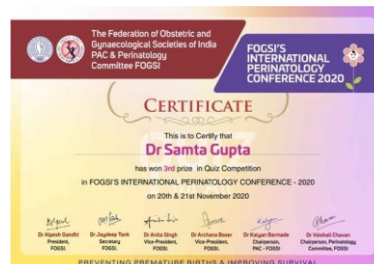 The Federation of Obstetric and
Gynaecological Societies of India
PAC & Perinatology
Committee FOGSI
FOGSI'S
INTERNATIONAL
PERINATOLOGY
CONFERENCE 2020
CERTIFICATE
This is to Certify that
Dr Samta Gupta
has won 3rd prize in Quiz Competition
in FOGSI'S INTERNATIONAL PERINATOLOGY CONFERENCE - 2020
on 20th & 21st November 2020
Dr Alpesh Gandhi Dr Jaydeep Tank Dr Anita Singh Dr Archana Baser Dr Kalyan Barmade Dr Vaishali Chavan
President, Secretary Vice-President, Vice-President, Chairperson, Chairperson, Perinatology
FOGSI. FOGSI. FOGSI. FOGSI. PAC - FOGSI Committee, FOGSI
PREVENTING PREMATURE BIRTHS & IMPROVING SURVIVAL